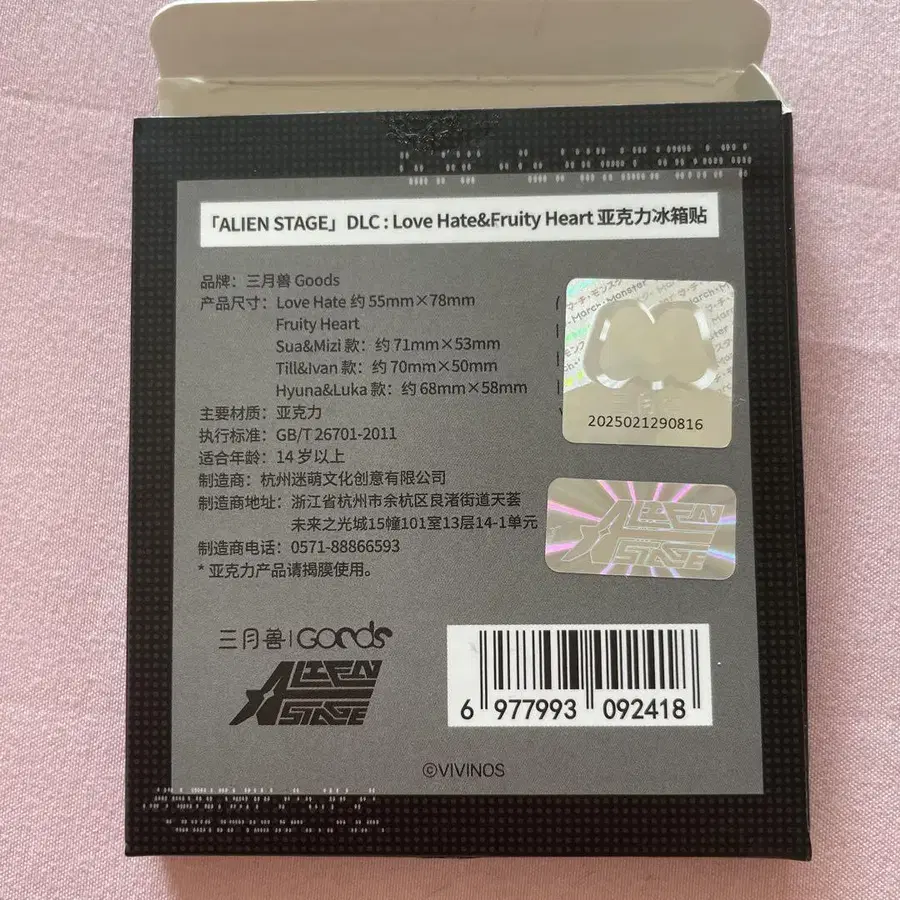 「ALIEN STAGE」 DLC : Love Hate&Fruity Heart 亚克力冰箱贴
品牌：三月兽 Goods
产品尺寸：Love Hate 约 55mm×78mm
Fruity Heart
Sua&Mizi 款：约 71mm×53mm
Till&Ivan 款：约 70mm×50mm
Hyuna&Luka 款：约 68mm×58mm
主要材质：亚克力
执行标准：GB/T 26701-2011
适合年龄：14 岁以上
制造商：杭州迷萌文化创意有限公司
制造商地址：浙江省杭州市余杭区良渚街道天荟
未来之光城15幢101室13层14-1单元
制造商电话：0571-88866593
* 亚克力产品请揭膜使用。
March·Monster
三月兽
2025021290816
ALIEN
STAGE
三月兽 | Goods
ALIEN
STAGE
6 977993 092418
©VIVINOS